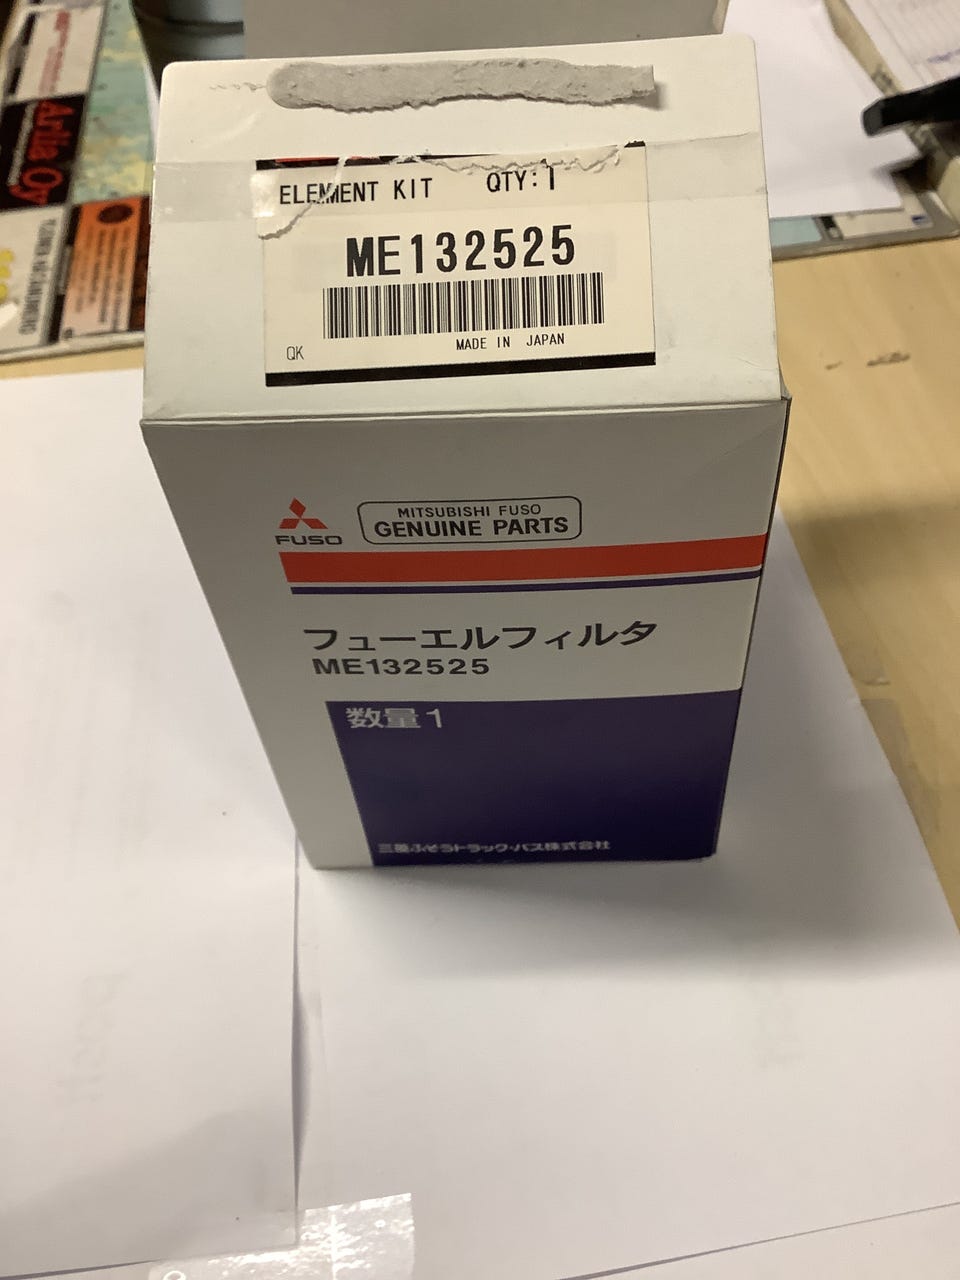 ELEMENT KIT QTY: 1
ME132525
MADE IN JAPAN
QK
FUSO
MITSUBISHI FUSO
GENUINE PARTS
フューエルフィルタ
ME132525
数量1
三菱ふそうトラック・バス株式会社
Arila Oy